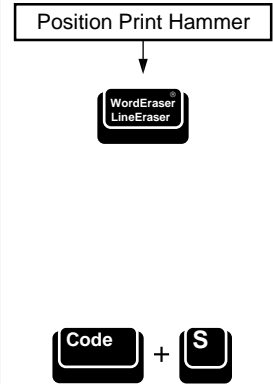 Position Print Hammer
WordEraser®
LineEraser
Code + S